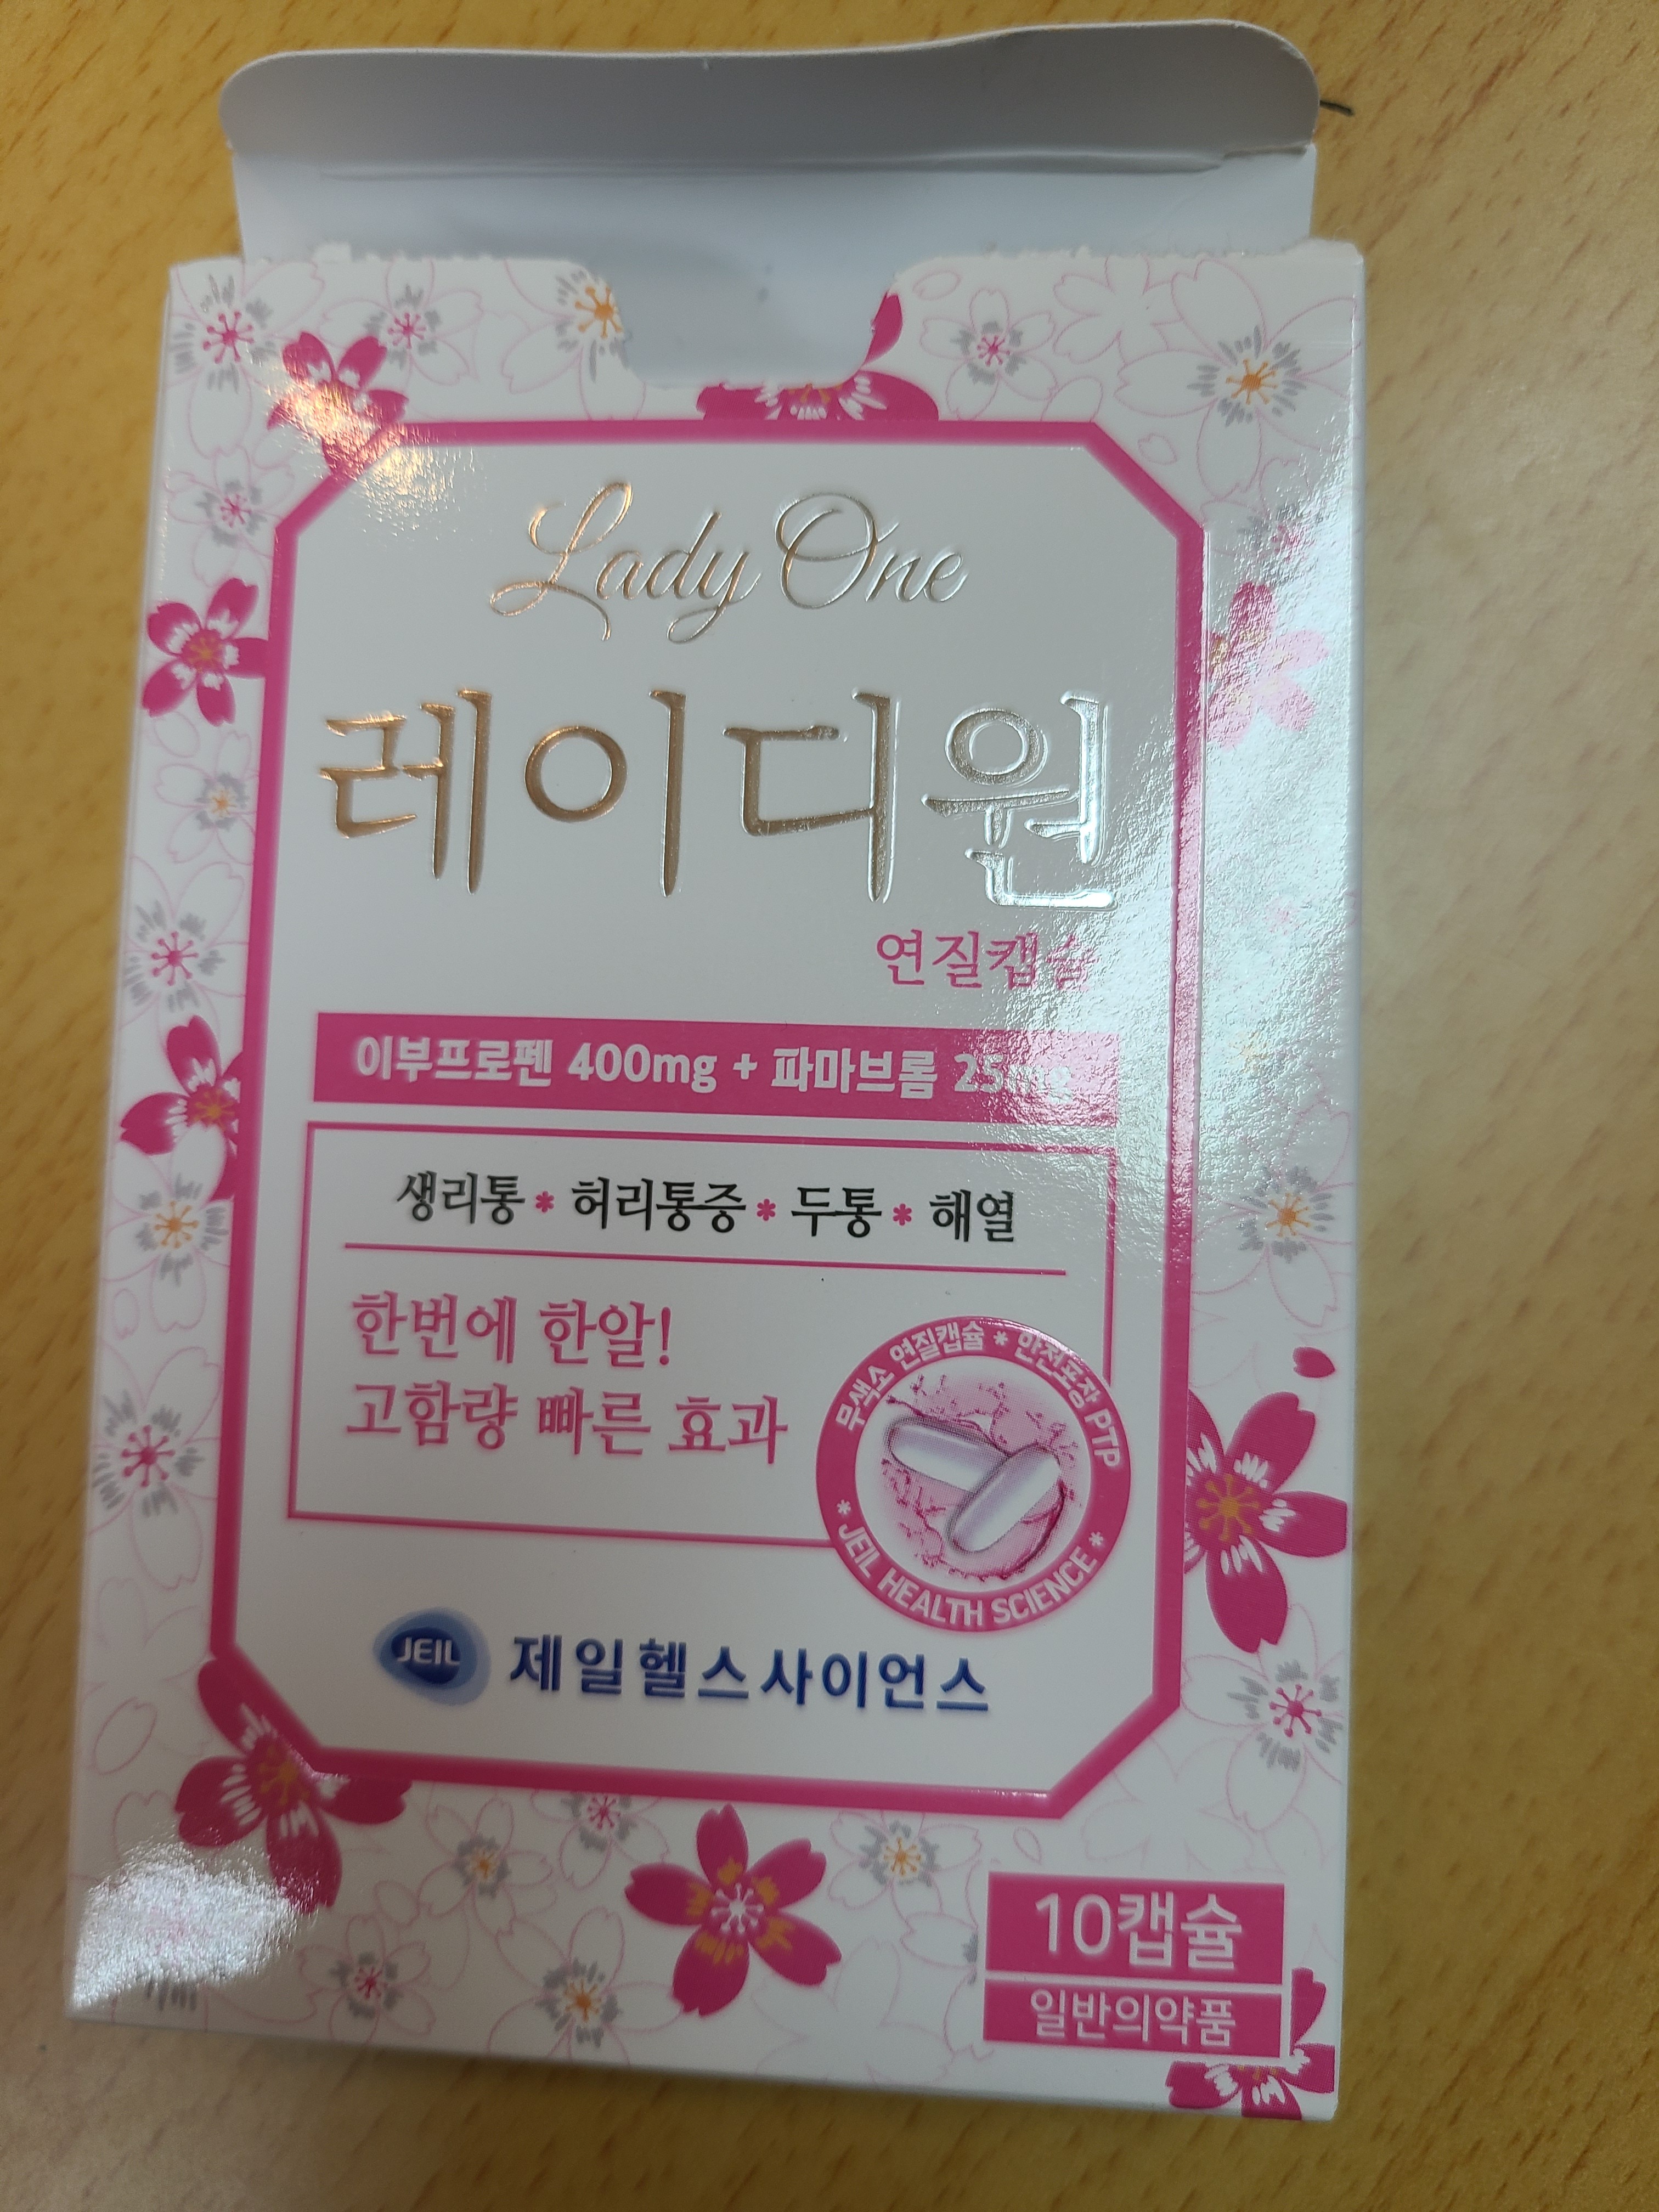 Lady One
레이디원
연질캡슐
이부프로펜 400mg + 파마브롬 25mg
생리통 * 허리통증 * 두통 * 해열
한번에 한알!
고함량 빠른 효과
무색소 연질캡슐 * 안전포장 PTP
* JEIL HEALTH SCIENCE *
JEIL 제일헬스사이언스
10캡슐
일반의약품